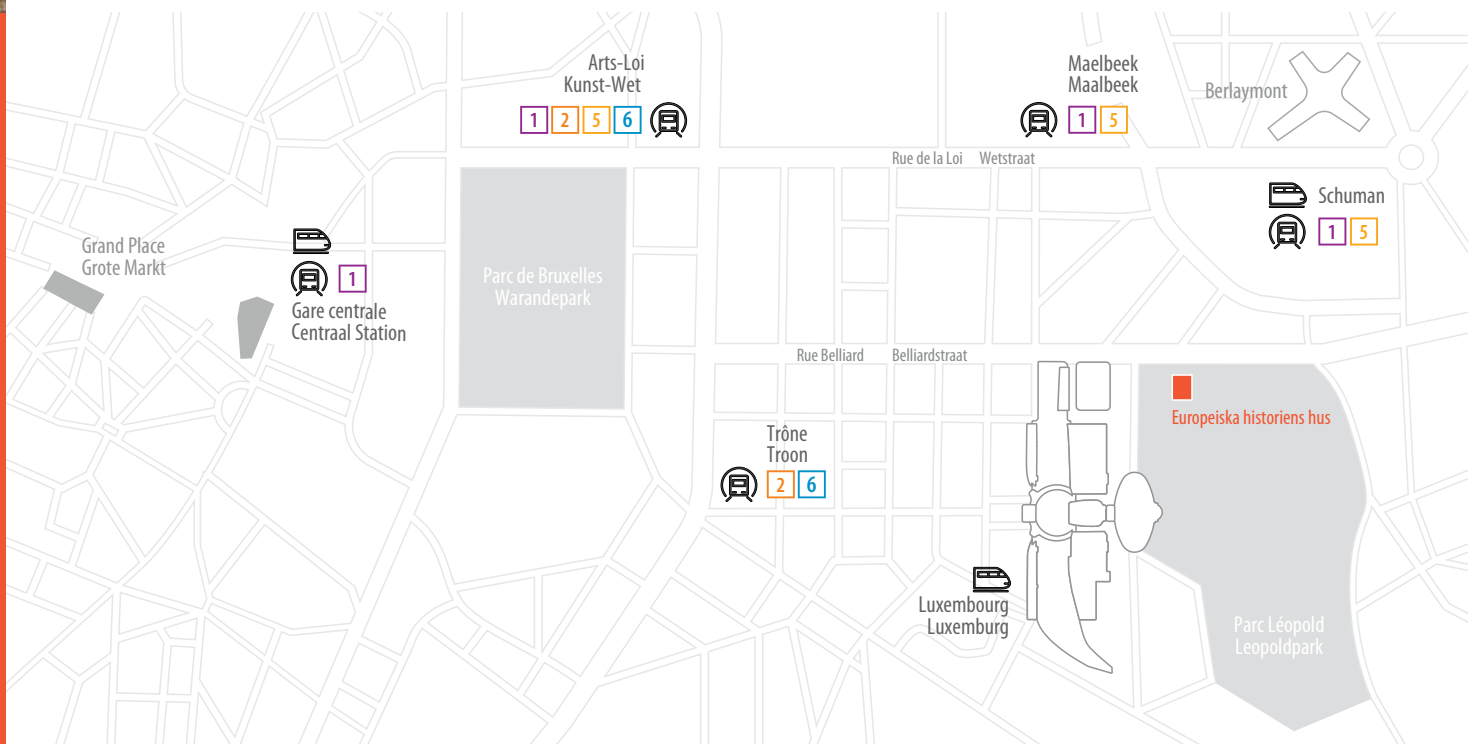 Arts-Loi
Kunst-Wet
1 2 5 6
Maelbeek
Maalbeek
1 5
Berlaymont
Rue de la Loi Wetstraat
Schuman
1 5
Grand Place
Grote Markt
1
Gare centrale
Centraal Station
Parc de Bruxelles
Warandepark
Rue Belliard Belliardstraat
Europeiska historiens hus
Trône
Troon
2 6
Luxembourg
Luxemburg
Parc Léopold
Leopoldpark